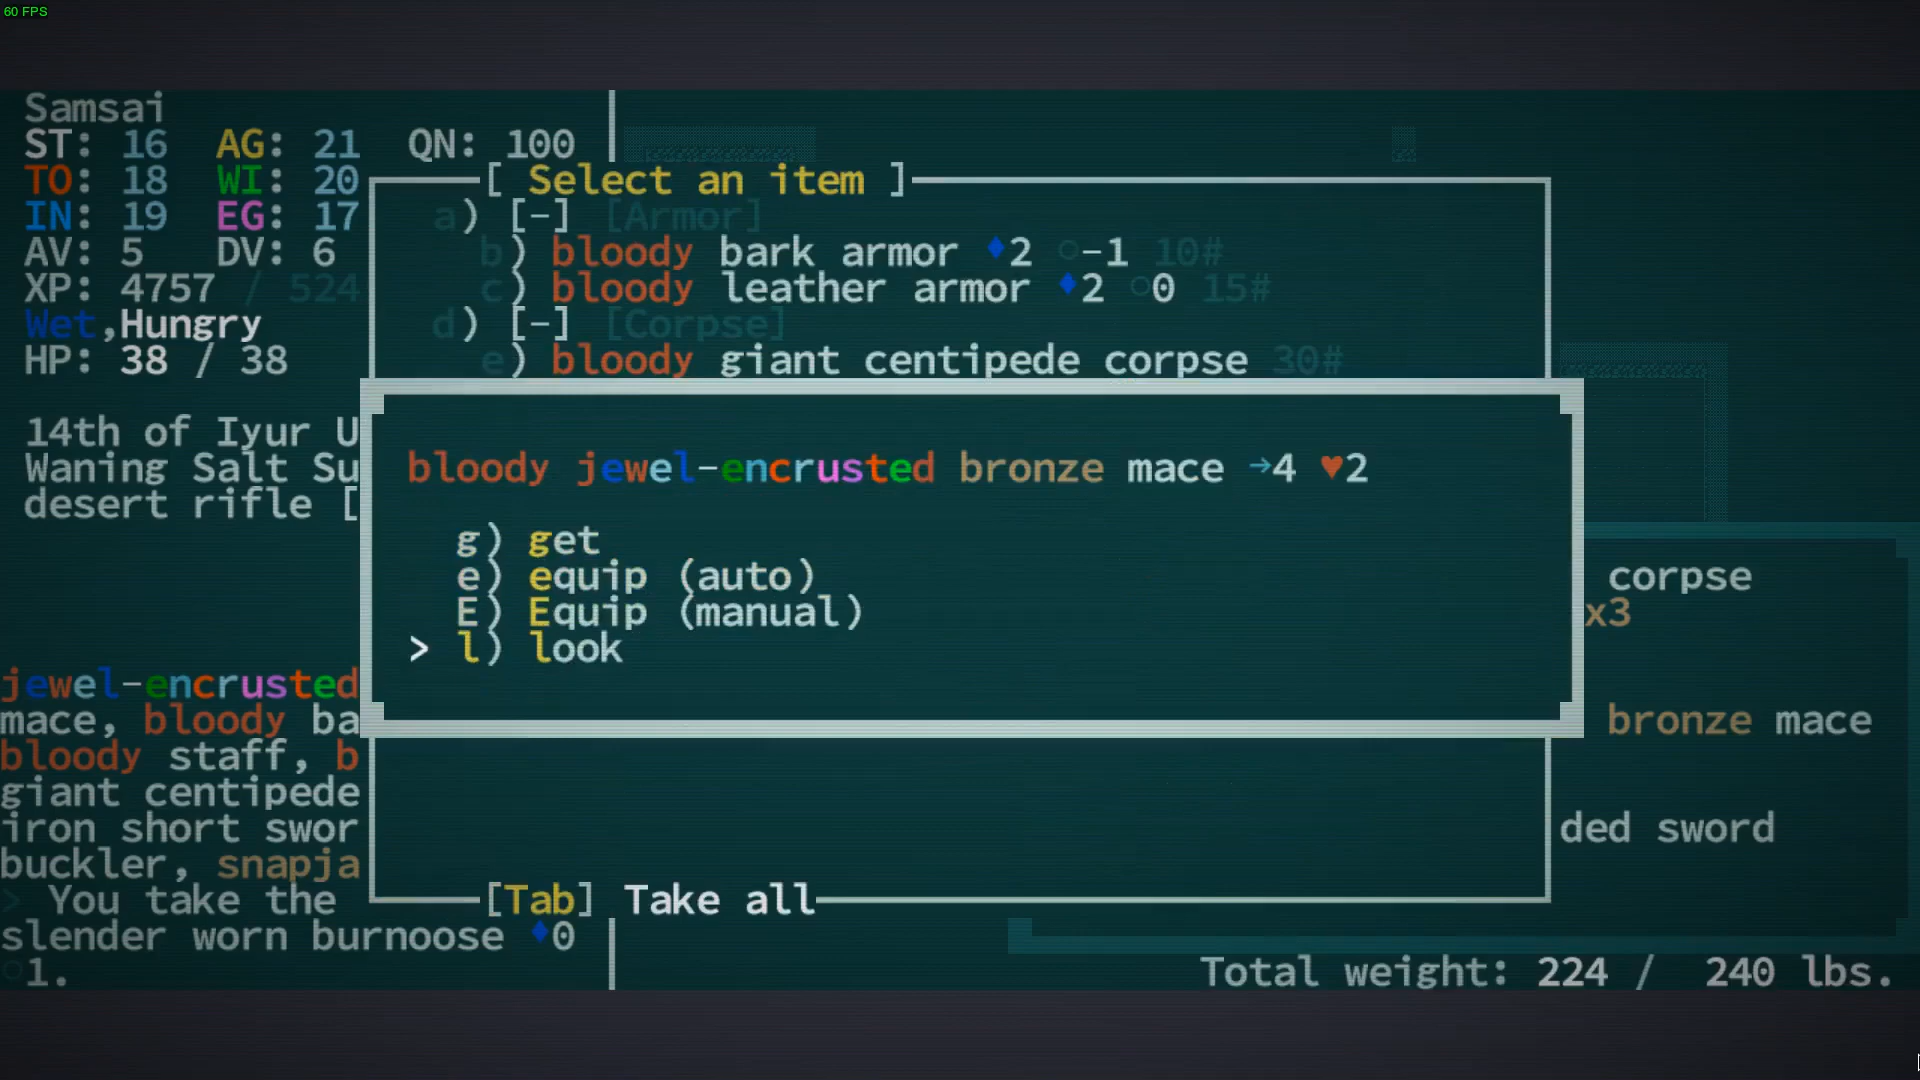 60 FPS
Samsai
ST: 16 AG: 21 QN: 100
TO: 18 WI: 20
IN: 19 EG: 17
AV: 5 DV: 6
XP: 4757 / 524
Wet,Hungry
HP: 38 / 38
14th of Iyur U
Waning Salt Su
desert rifle [
[ Select an item ]
a) [-] [Armor]
b) bloody bark armor ♦2 ○-1 10#
c) bloody leather armor ♦2 ○0 15#
d) [-] [Corpse]
e) bloody giant centipede corpse 30#
bloody jewel-encrusted bronze mace →4 ♥2
g) get
e) equip (auto)
E) Equip (manual)
> l) look
corpse
x3
bronze mace
ded sword
jewel-encrusted
mace, bloody ba
bloody staff, b
giant centipede
iron short swor
buckler, snapja
> You take the
slender worn burnoose ♦0
○1.
[Tab] Take all
Total weight: 224 / 240 lbs.